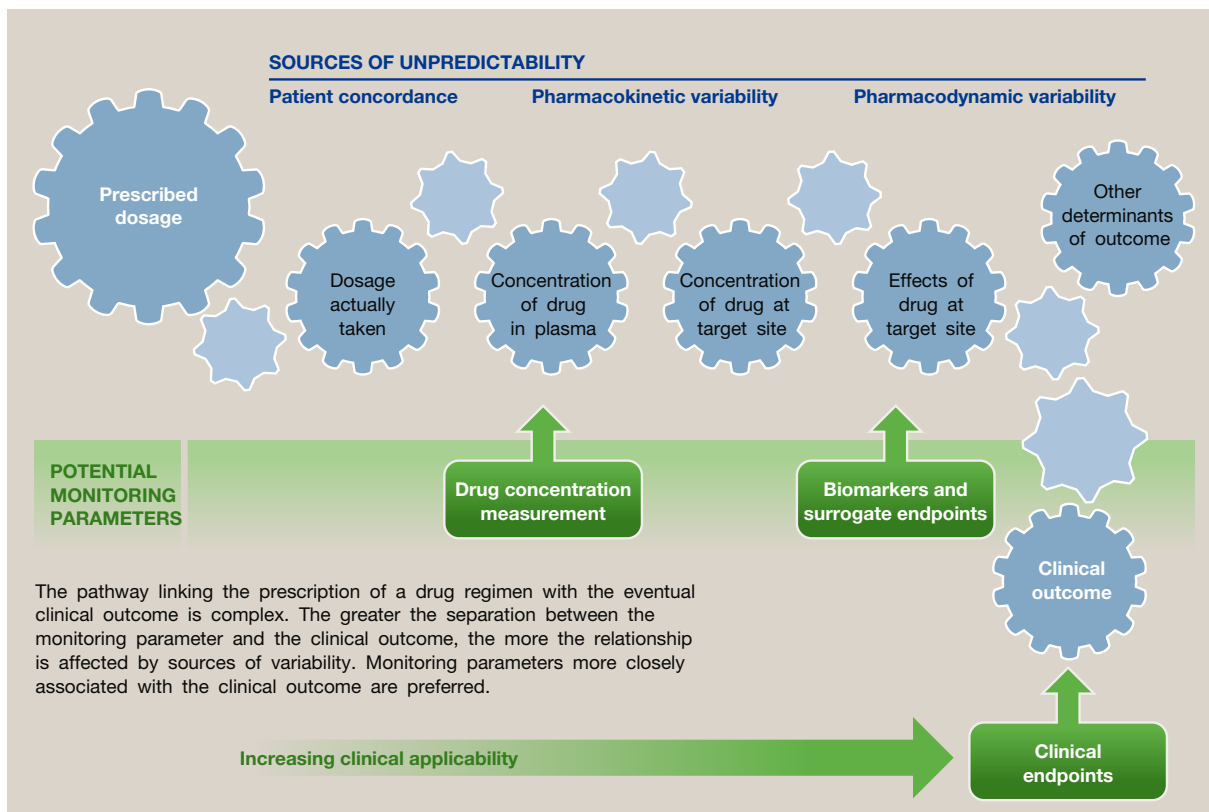 SOURCES OF UNPREDICTABILITY
Patient concordance
Pharmacokinetic variability
Pharmacodynamic variability
Prescribed
dosage
Dosage
actually
taken
Concentration
of drug
in plasma
Concentration
of drug at
target site
Effects of
drug at
target site
Other
determinants
of outcome
POTENTIAL
MONITORING
PARAMETERS
Drug concentration
measurement
Biomarkers and
surrogate endpoints
Clinical
outcome
The pathway linking the prescription of a drug regimen with the eventual
clinical outcome is complex. The greater the separation between the
monitoring parameter and the clinical outcome, the more the relationship
is affected by sources of variability. Monitoring parameters more closely
associated with the clinical outcome are preferred.
Increasing clinical applicability
Clinical
endpoints